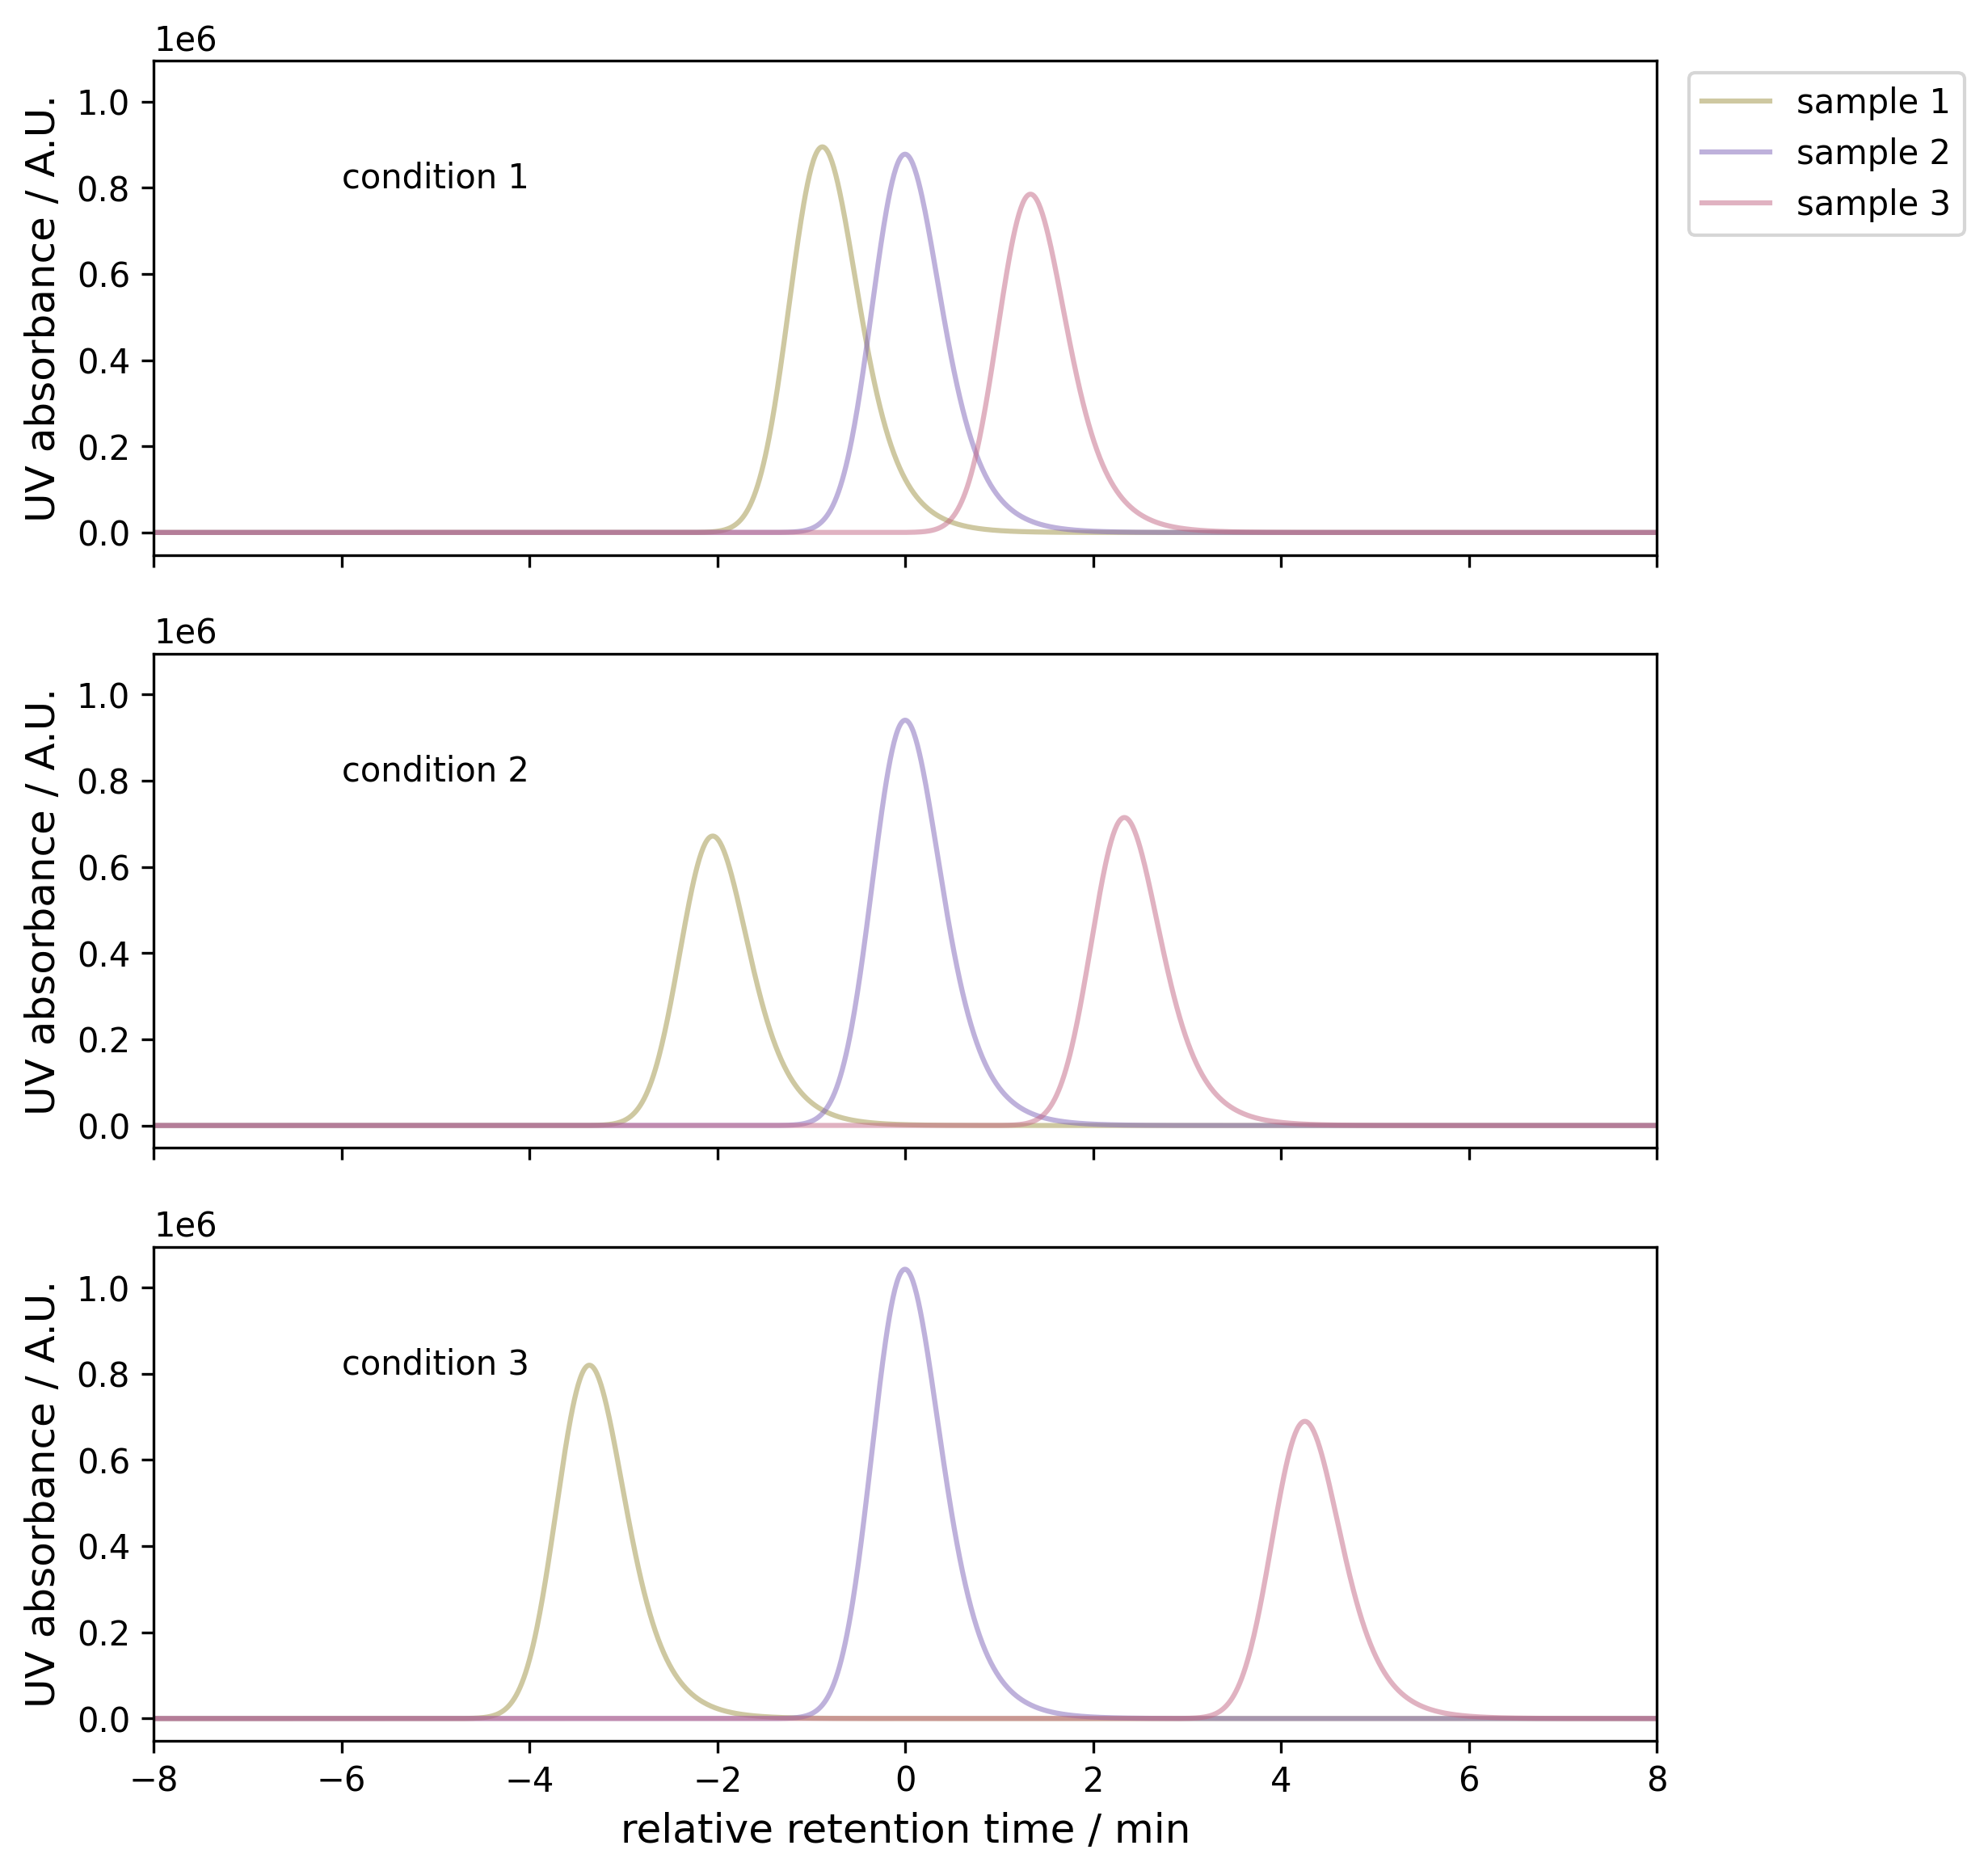 1e6
UV absorbance / A.U.
1.0
0.8
0.6
0.4
0.2
0.0
condition 1
sample 1
sample 2
sample 3
1e6
UV absorbance / A.U.
1.0
0.8
0.6
0.4
0.2
0.0
condition 2
1e6
UV absorbance / A.U.
1.0
0.8
0.6
0.4
0.2
0.0
condition 3
−8 −6 −4 −2 0 2 4 6 8
relative retention time / min